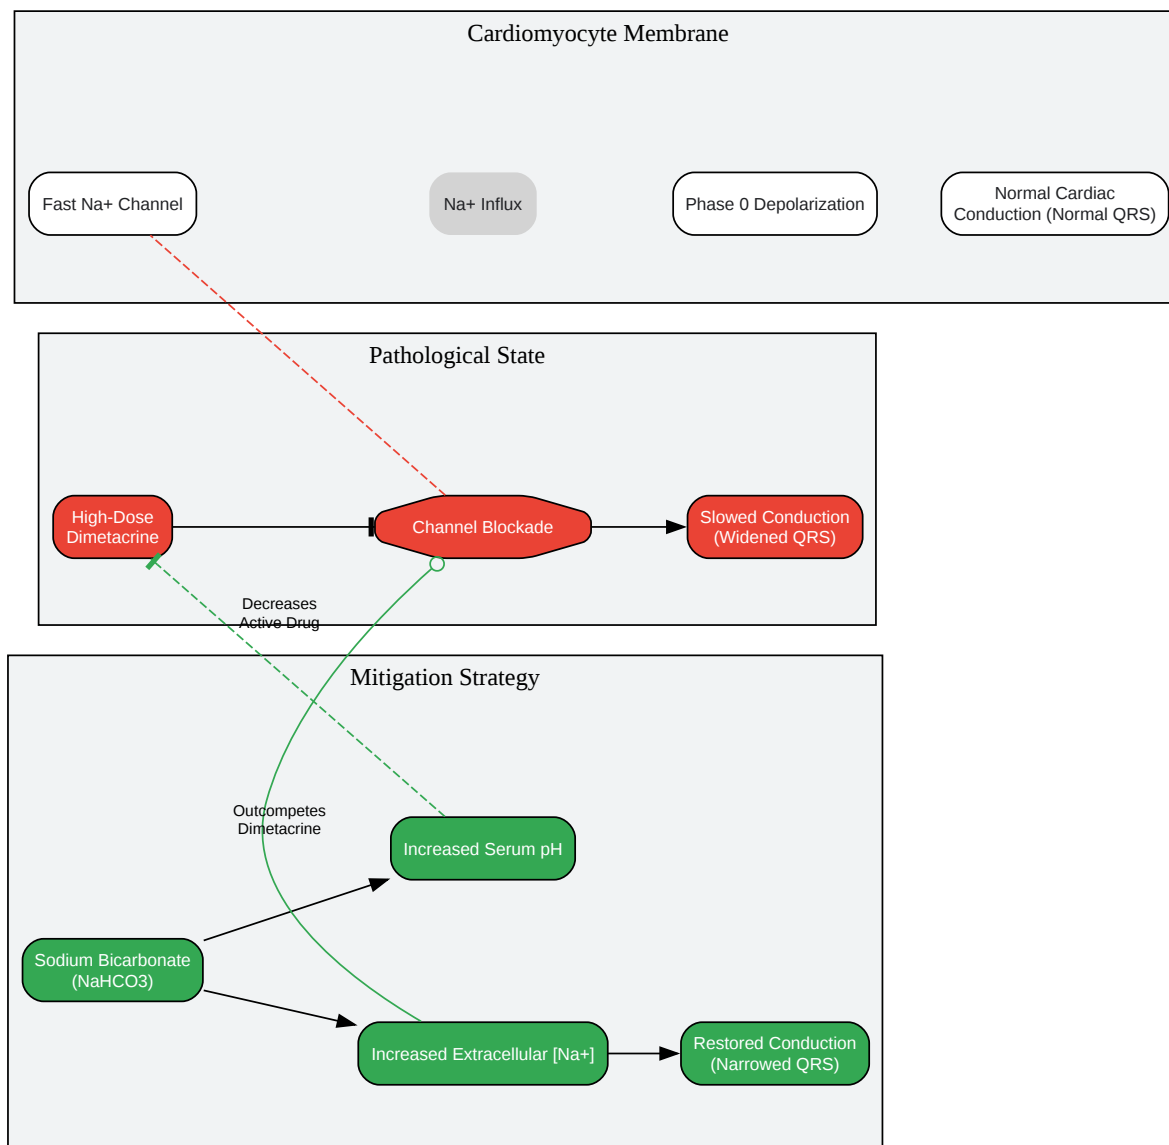 Cardiomyocyte Membrane
Fast Na+ Channel
Na+ Influx
Phase 0 Depolarization
Normal Cardiac
Conduction (Normal QRS)
Pathological State
High-Dose
Dimetacrine
Channel Blockade
Slowed Conduction
(Widened QRS)
Decreases
Active Drug
Mitigation Strategy
Outcompetes
Dimetacrine
Increased Serum pH
Sodium Bicarbonate
(NaHCO3)
Increased Extracellular [Na+]
Restored Conduction
(Narrowed QRS)